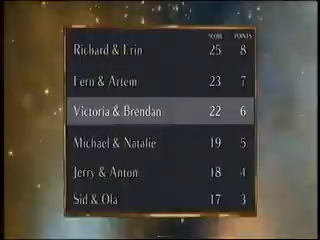 SCORE POINTS
Richard & Erin 25 8
Fern & Artem 23 7
Victoria & Brendan 22 6
Michael & Natalie 19 5
Jerry & Anton 18 4
Sid & Ola 17 3